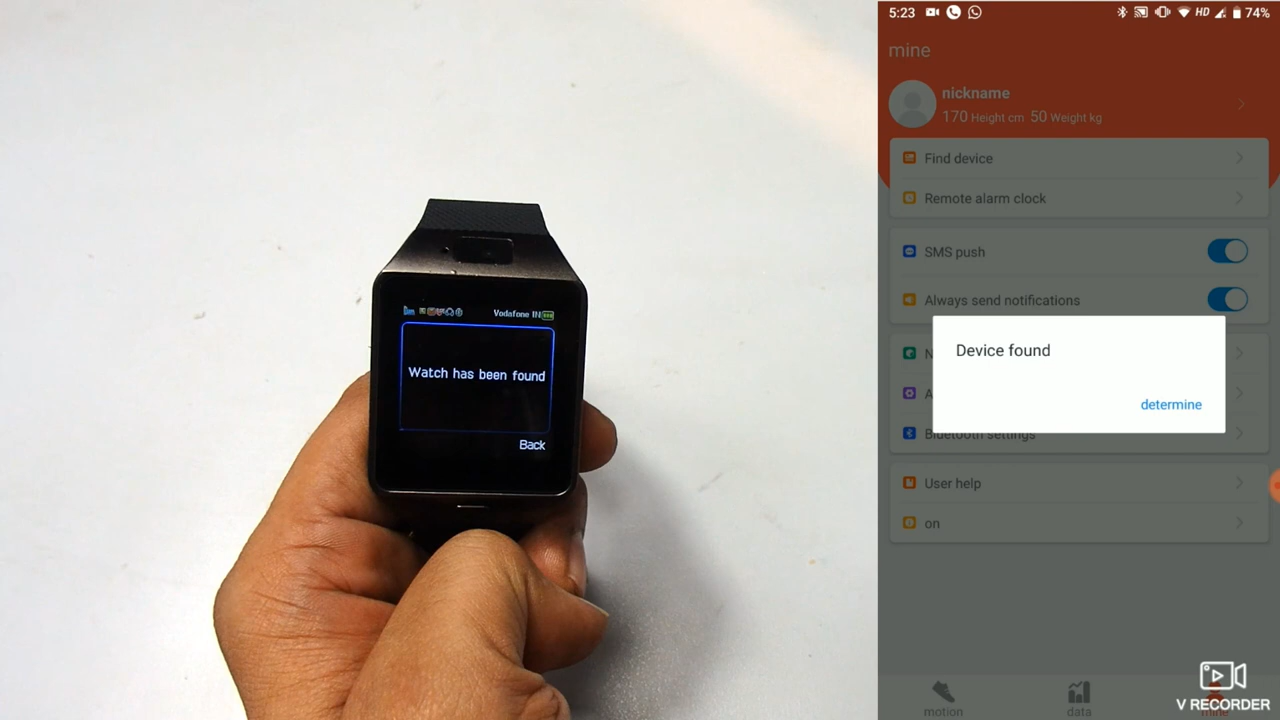 Vodafone IN
Watch has been found
Back
5:23
HD
74%
mine
nickname
170 Height cm 50 Weight kg
Find device
Remote alarm clock
SMS push
Always send notifications
N
Device found
A
determine
Bluetooth settings
User help
on
motion
data
mine
V RECORDER